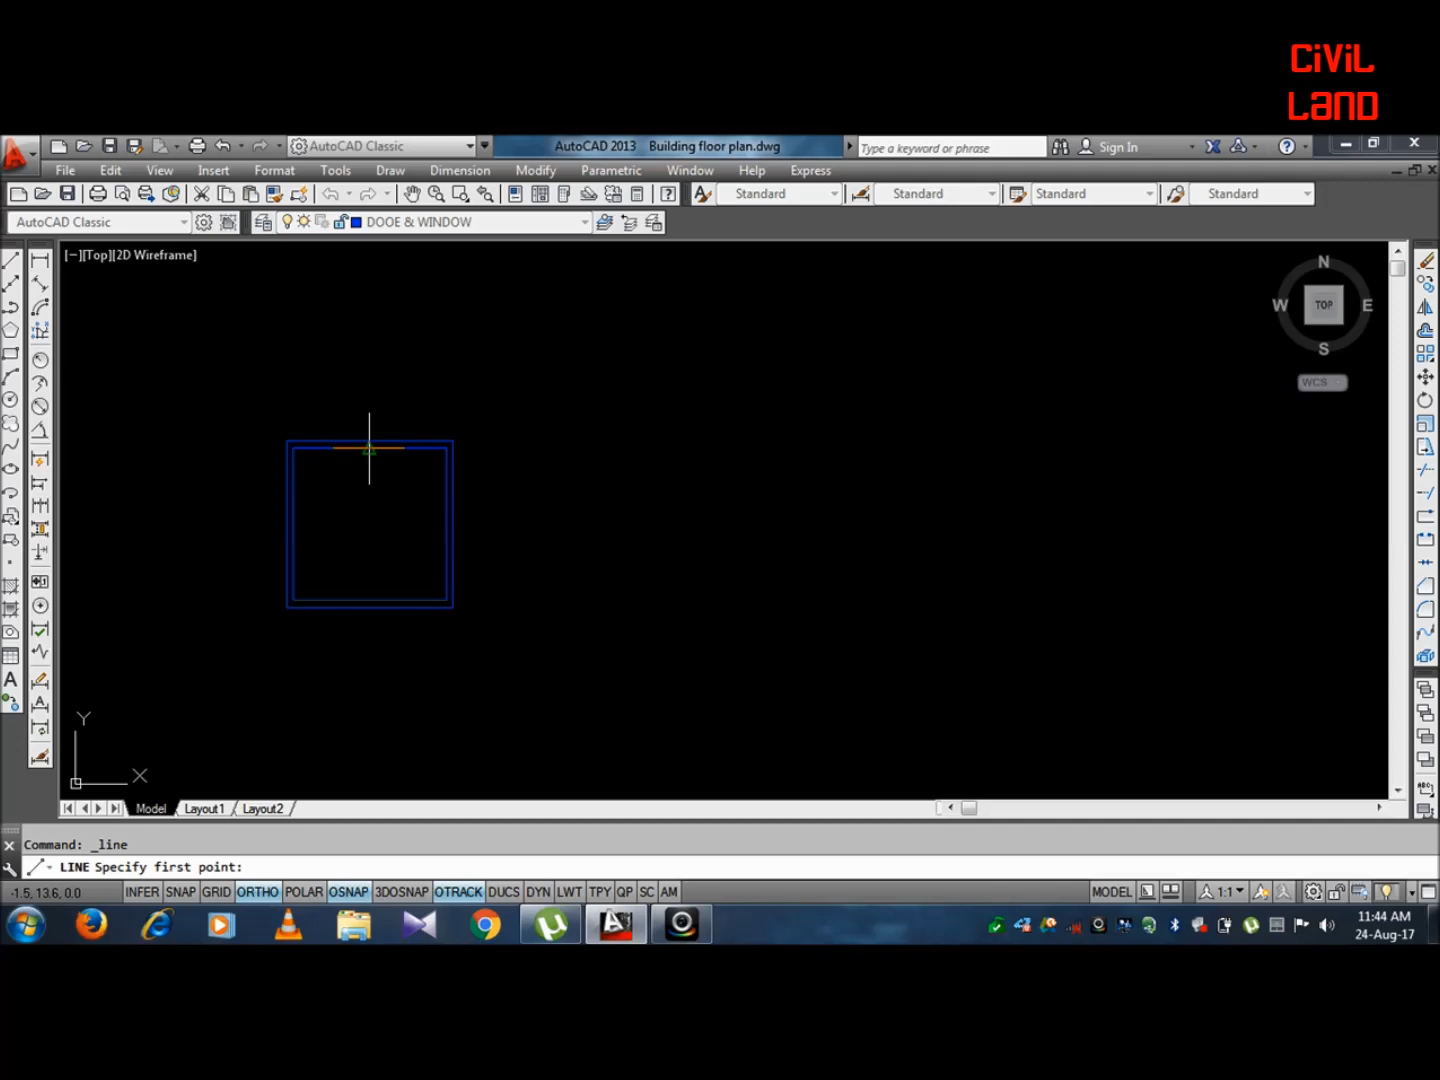 CiViL
LanD
AutoCAD Classic
AutoCAD 2013 Building floor plan.dwg
Type a keyword or phrase
Sign In
File Edit View Insert Format Tools Draw Dimension Modify Parametric Window Help Express
Standard Standard Standard Standard
AutoCAD Classic DOOE & WINDOW
[−][Top][2D Wireframe]
N
W TOP E
S
WCS
Y
X
Model Layout1 Layout2
Command: _line
LINE Specify first point:
-1.5, 13.6, 0.0 INFER SNAP GRID ORTHO POLAR OSNAP 3DOSNAP OTRACK DUCS DYN LWT TPY QP SC AM MODEL 1:1
11:44 AM
24-Aug-17